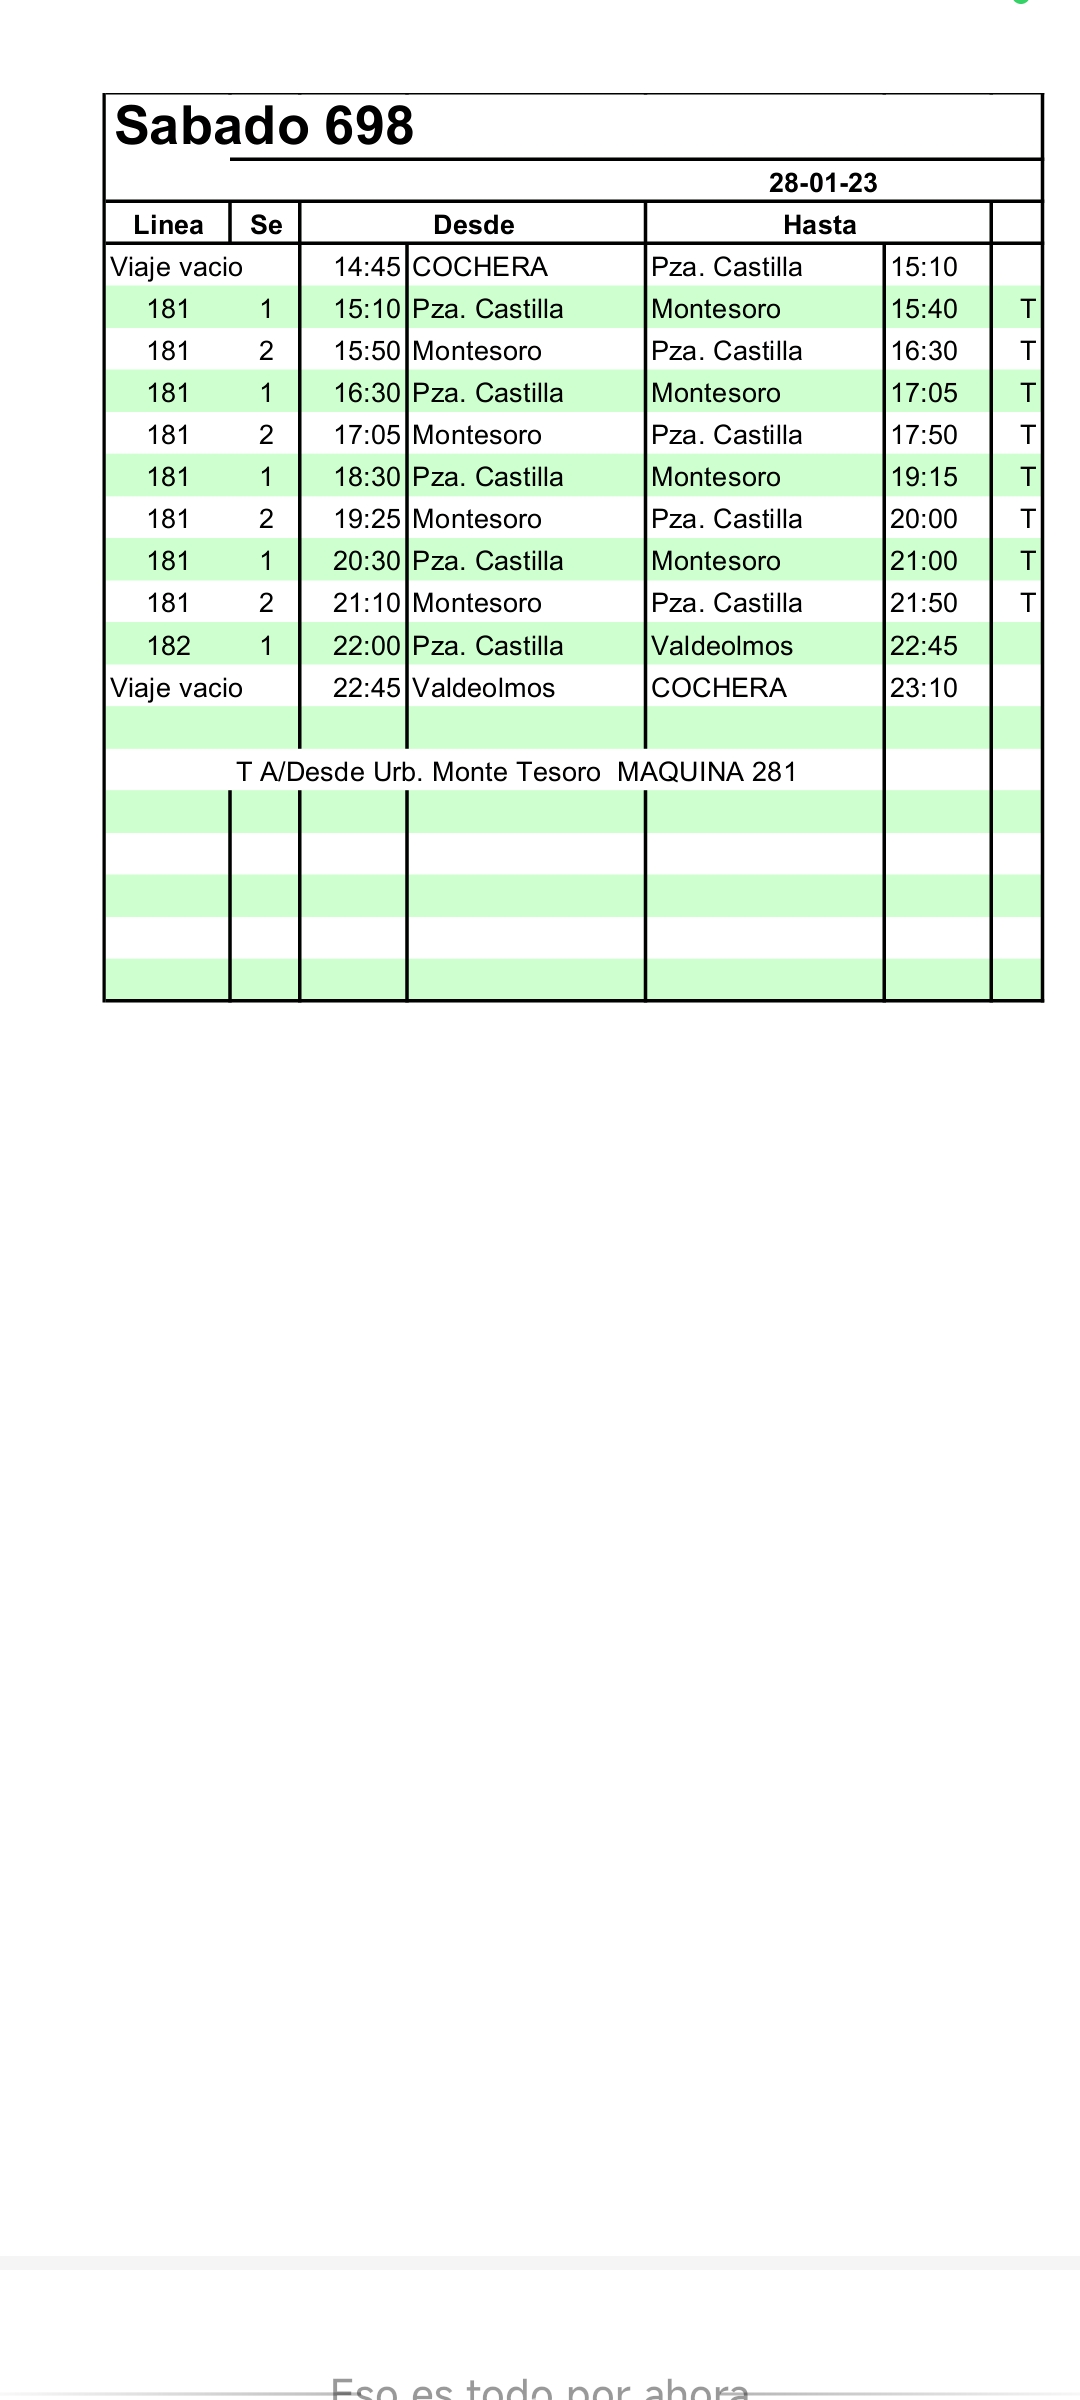 Sabado 698
28-01-23
Linea Se Desde Hasta
Viaje vacio 14:45 COCHERA Pza. Castilla 15:10
181 1 15:10 Pza. Castilla Montesoro 15:40 T
181 2 15:50 Montesoro Pza. Castilla 16:30 T
181 1 16:30 Pza. Castilla Montesoro 17:05 T
181 2 17:05 Montesoro Pza. Castilla 17:50 T
181 1 18:30 Pza. Castilla Montesoro 19:15 T
181 2 19:25 Montesoro Pza. Castilla 20:00 T
181 1 20:30 Pza. Castilla Montesoro 21:00 T
181 2 21:10 Montesoro Pza. Castilla 21:50 T
182 1 22:00 Pza. Castilla Valdeolmos 22:45
Viaje vacio 22:45 Valdeolmos COCHERA 23:10
T A/Desde Urb. Monte Tesoro MAQUINA 281
Eso es todo por ahora